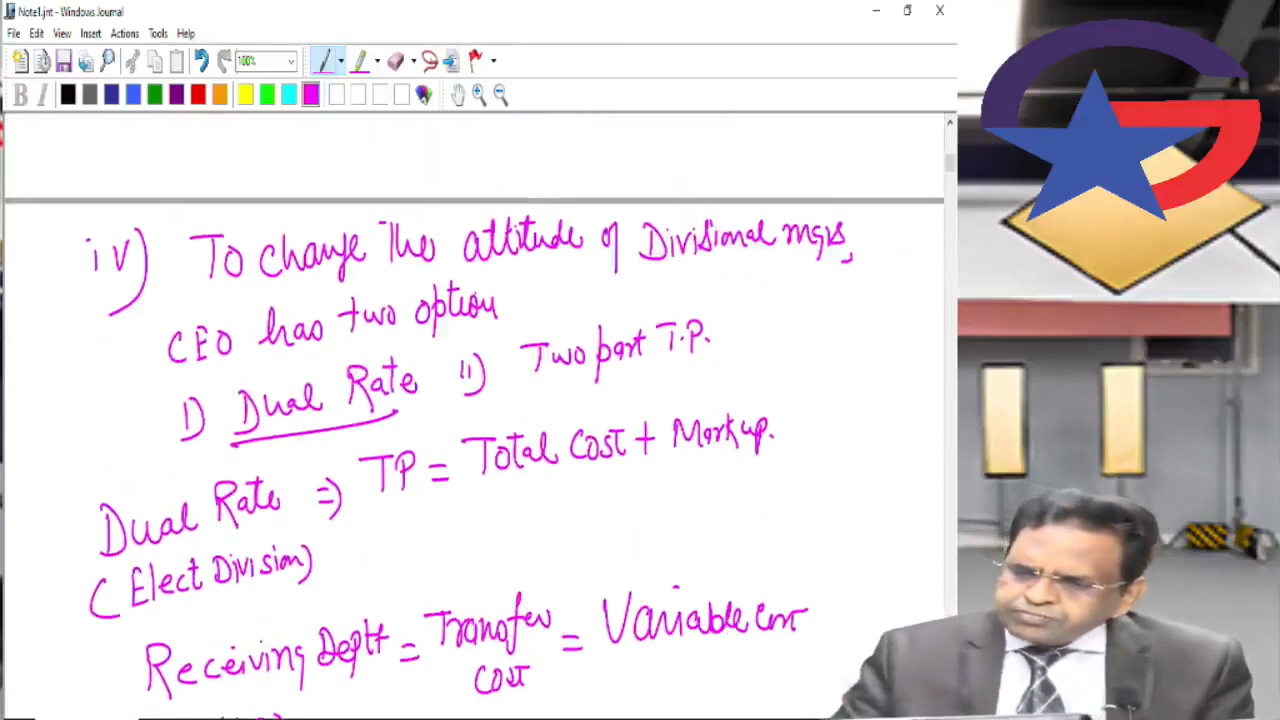 Note1.jnt - Windows Journal
File Edit View Insert Actions Tools Help
100%
B I
iv) To change the attitude of Divisional mgrs,
CEO has two option
1) Dual Rate ii) Two part T.P.
Dual Rate => TP = Total Cost + Markup.
(Elect Division)
Receiving Deptt = Transfer cost = Variable cost
G